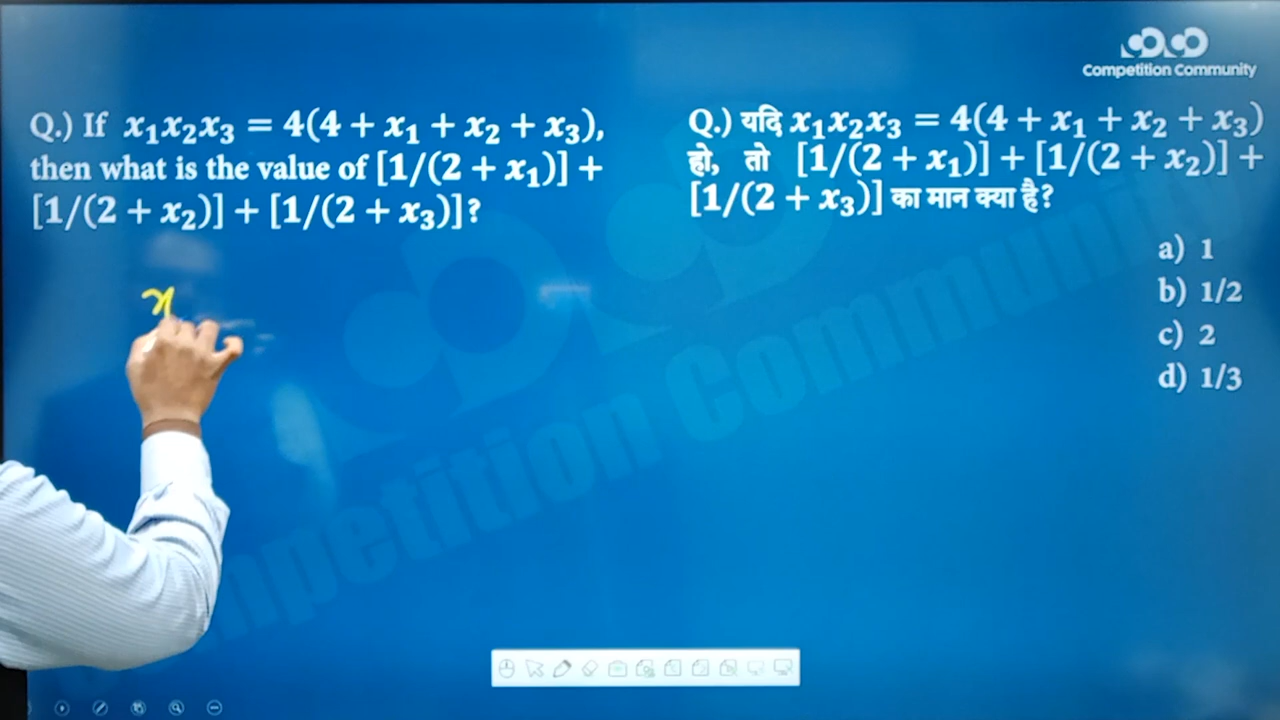 Competition Community
Q.) If x₁x₂x₃ = 4(4 + x₁ + x₂ + x₃),
then what is the value of [1/(2 + x₁)] +
[1/(2 + x₂)] + [1/(2 + x₃)]?
Q.) यदि x₁x₂x₃ = 4(4 + x₁ + x₂ + x₃)
हो, तो [1/(2 + x₁)] + [1/(2 + x₂)] +
[1/(2 + x₃)] का मान क्या है?
a) 1
b) 1/2
c) 2
d) 1/3
x
Competition Community